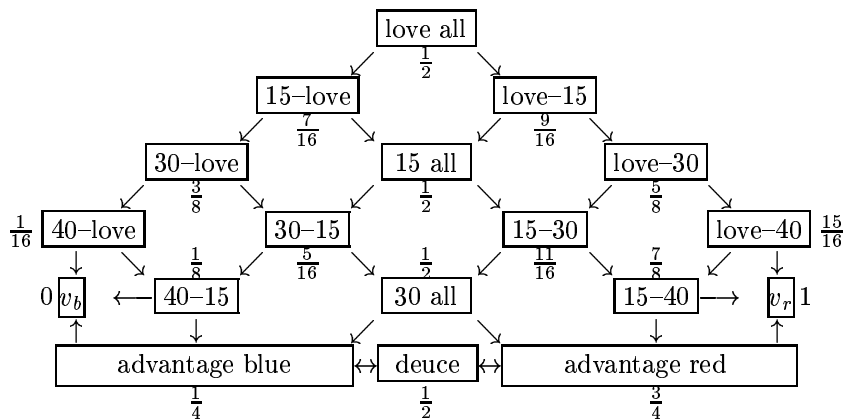 love all
1/2
15–love love–15
7/16 9/16
30–love 15 all love–30
3/8 1/2 5/8
1/16 40–love 30–15 15–30 love–40 15/16
1/8 5/16 1/2 11/16 7/8
0 v_b 40–15 30 all 15–40 v_r 1
advantage blue deuce advantage red
1/4 1/2 3/4